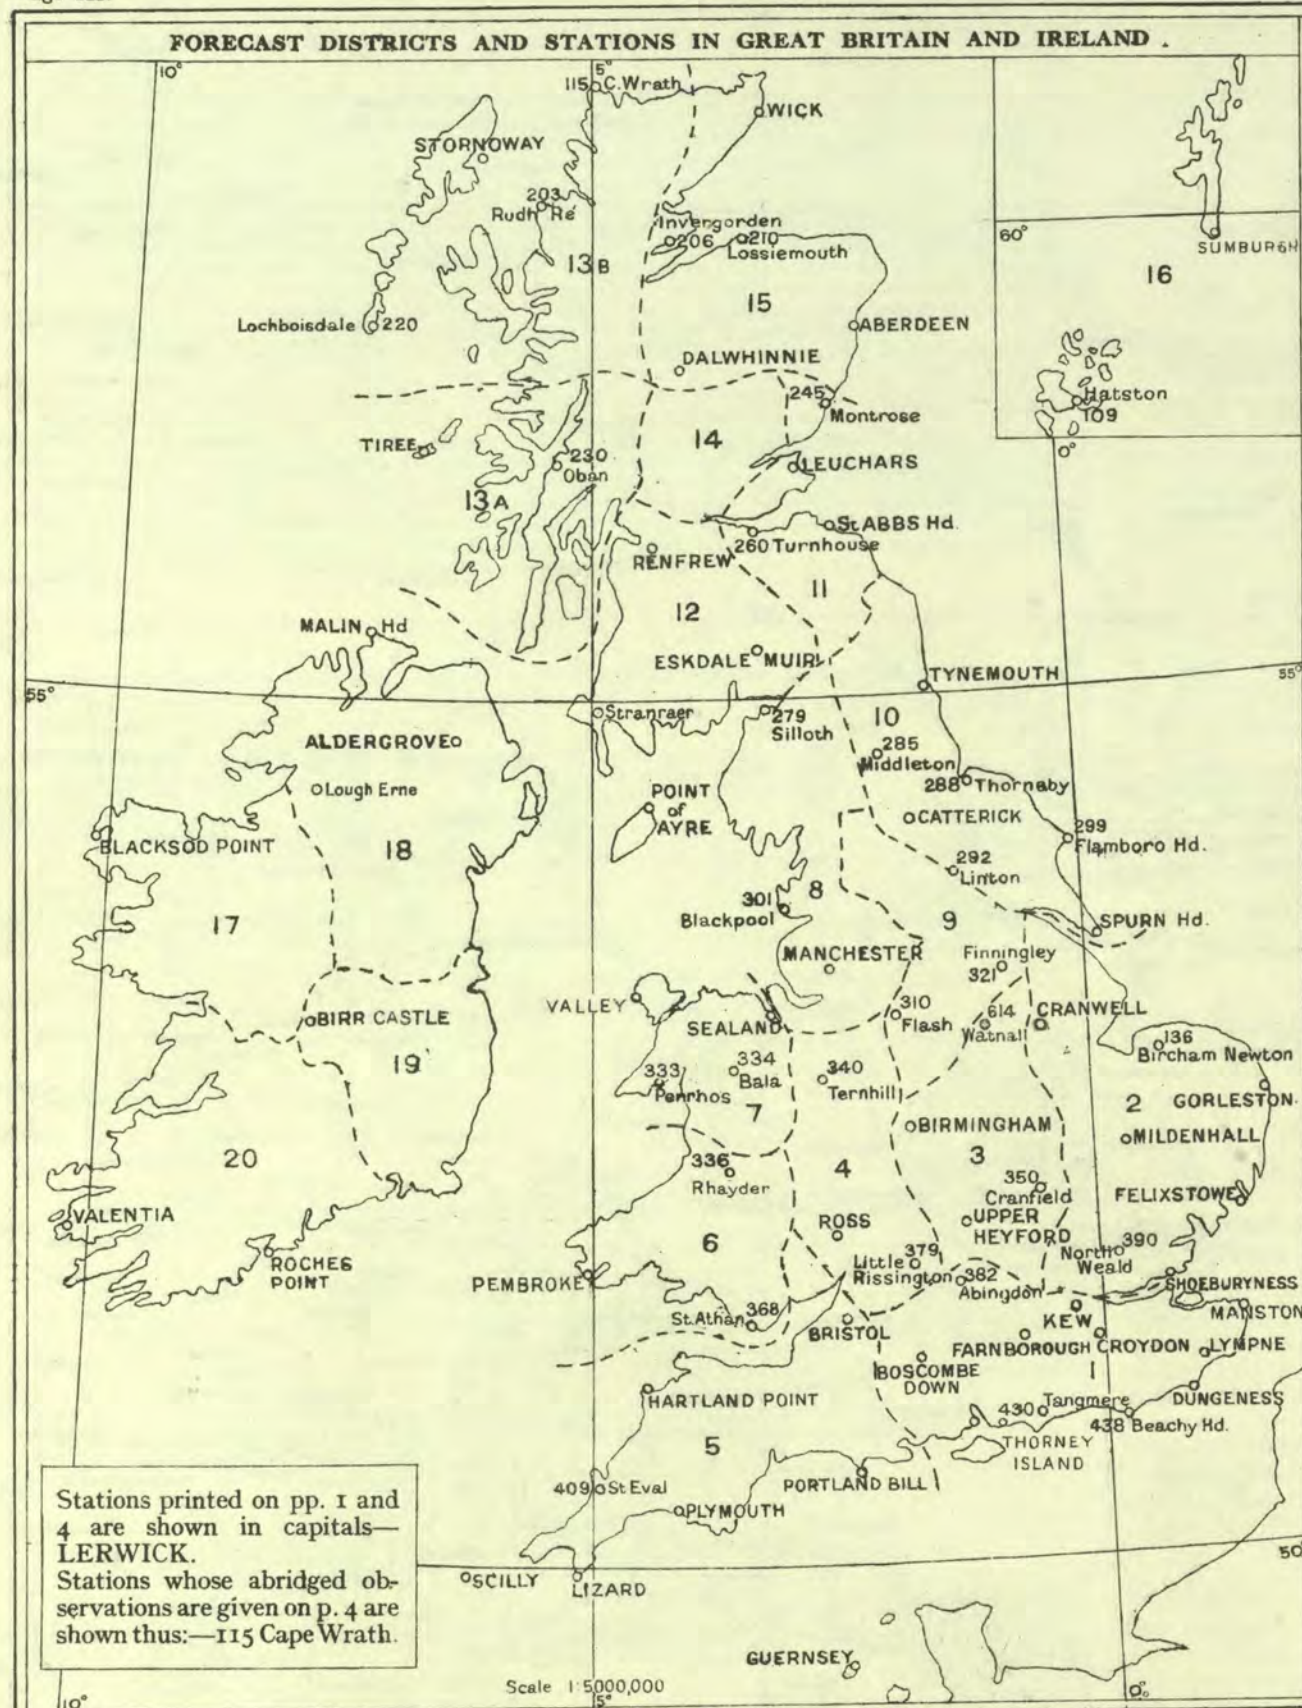 FORECAST DISTRICTS AND STATIONS IN GREAT BRITAIN AND IRELAND .
10°
5°
115 C. Wrath
WICK
STORNOWAY
203
Rudh Re
Invergorden
206
210
Lossiemouth
60°
SUMBURGH
16
13B
15
Lochboisdale 220
ABERDEEN
DALWHINNIE
245
Montrose
Hatston
109
0°
TIREE
230
Oban
14
LEUCHARS
13A
St ABBS Hd.
260 Turnhouse
RENFREW
11
12
MALIN Hd
ESKDALE MUIR
TYNEMOUTH
55°
55°
Stranraer
279
Silloth
10
ALDERGROVE
285
Middleton
Lough Erne
288 Thornaby
POINT
of
AYRE
CATTERICK
299
Flamboro Hd.
BLACKSOD POINT
18
292
Linton
8
301
Blackpool
17
9
SPURN Hd.
MANCHESTER
Finningley
321
VALLEY
SEALAND
310
Flash
614
Watnall
CRANWELL
BIRR CASTLE
136
Bircham Newton
19
333
Penrhos
334
Bala
340
Ternhill
2
GORLESTON
7
BIRMINGHAM
MILDENHALL
20
336
Rhayder
4
3
350
Cranfield
FELIXSTOWE
VALENTIA
ROSS
UPPER
HEYFORD
6
ROCHES
POINT
Little
Rissington
379
North
Weald
390
PEMBROKE
382
Abingdon
SHOEBURYNESS
St. Athan
368
BRISTOL
KEW
MANSTON
FARNBOROUGH
CROYDON
LYMPNE
BOSCOMBE
DOWN
1
HARTLAND POINT
Tangmere
DUNGENESS
430
438 Beachy Hd.
5
THORNEY
ISLAND
409 St Eval
PORTLAND BILL
PLYMOUTH
Stations printed on pp. 1 and
4 are shown in capitals—
LERWICK.
Stations whose abridged ob-
servations are given on p. 4 are
shown thus:—115 Cape Wrath.
50°
SCILLY
LIZARD
GUERNSEY
Scale 1:5000,000
10°
5°
0°